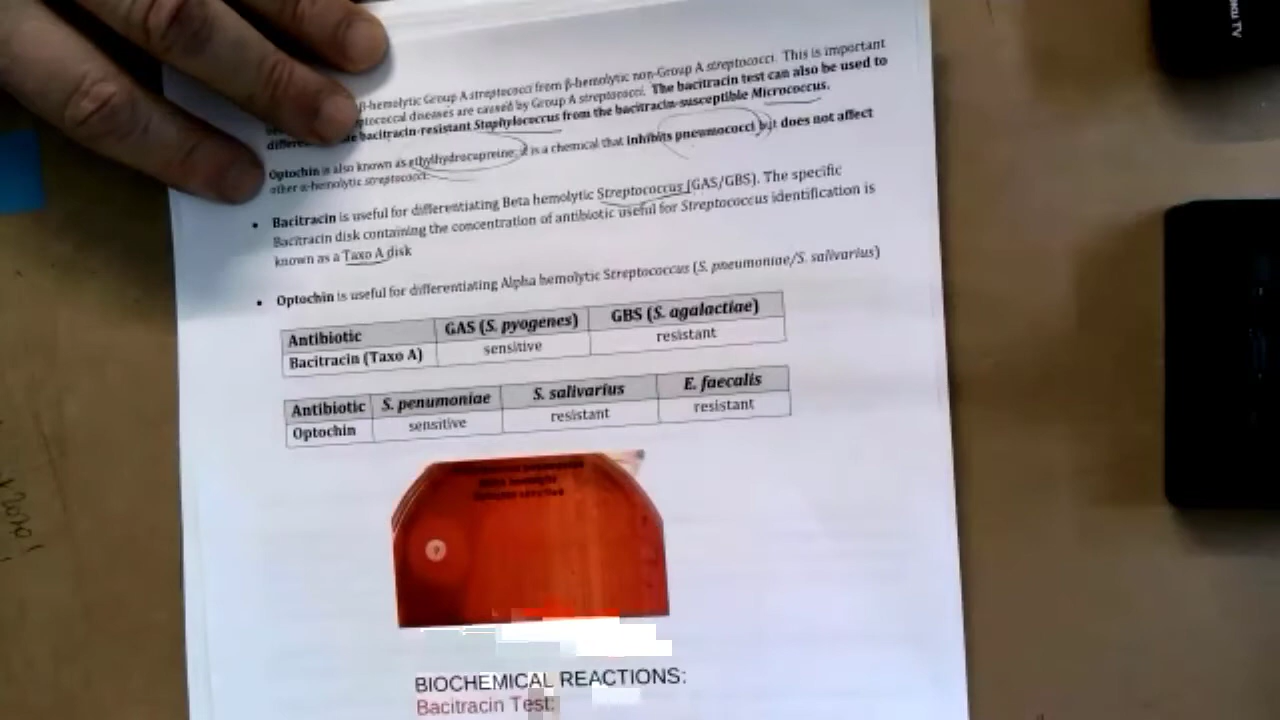 β-hemolytic Group A streptococci from β-hemolytic non-Group A streptococci. This is important
diseases are caused by Group A streptococci. The bacitracin test can also be used to
bacitracin-resistant Staphylococcus from the bacitracin-susceptible Micrococcus.
Optochin is also known as ethylhydrocupreine; it is a chemical that inhibits pneumococci but does not affect
other α-hemolytic streptococci.
• Bacitracin is useful for differentiating Beta hemolytic Streptococcus (GAS/GBS). The specific
Bacitracin disk containing the concentration of antibiotic useful for Streptococcus identification is
known as a Taxo A disk
• Optochin is useful for differentiating Alpha hemolytic Streptococcus (S. pneumoniae/S. salivarius)
Antibiotic GAS (S. pyogenes) GBS (S. agalactiae)
Bacitracin (Taxo A) sensitive resistant
Antibiotic S. penumoniae S. salivarius E. faecalis
Optochin sensitive resistant resistant
P
BIOCHEMICAL REACTIONS:
Bacitracin Test:
TV